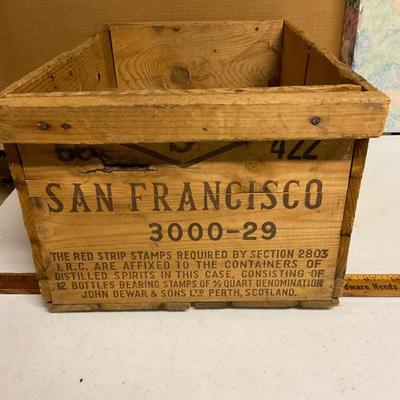 S
422
SAN FRANCISCO
3000-29
THE RED STRIP STAMPS REQUIRED BY SECTION 2803
I.R.C. ARE AFFIXED TO THE CONTAINERS OF
DISTILLED SPIRITS IN THIS CASE, CONSISTING OF
12 BOTTLES BEARING STAMPS OF ⅘ QUART DENOMINATION
JOHN DEWAR & SONS LTD PERTH, SCOTLAND.
dware Needs